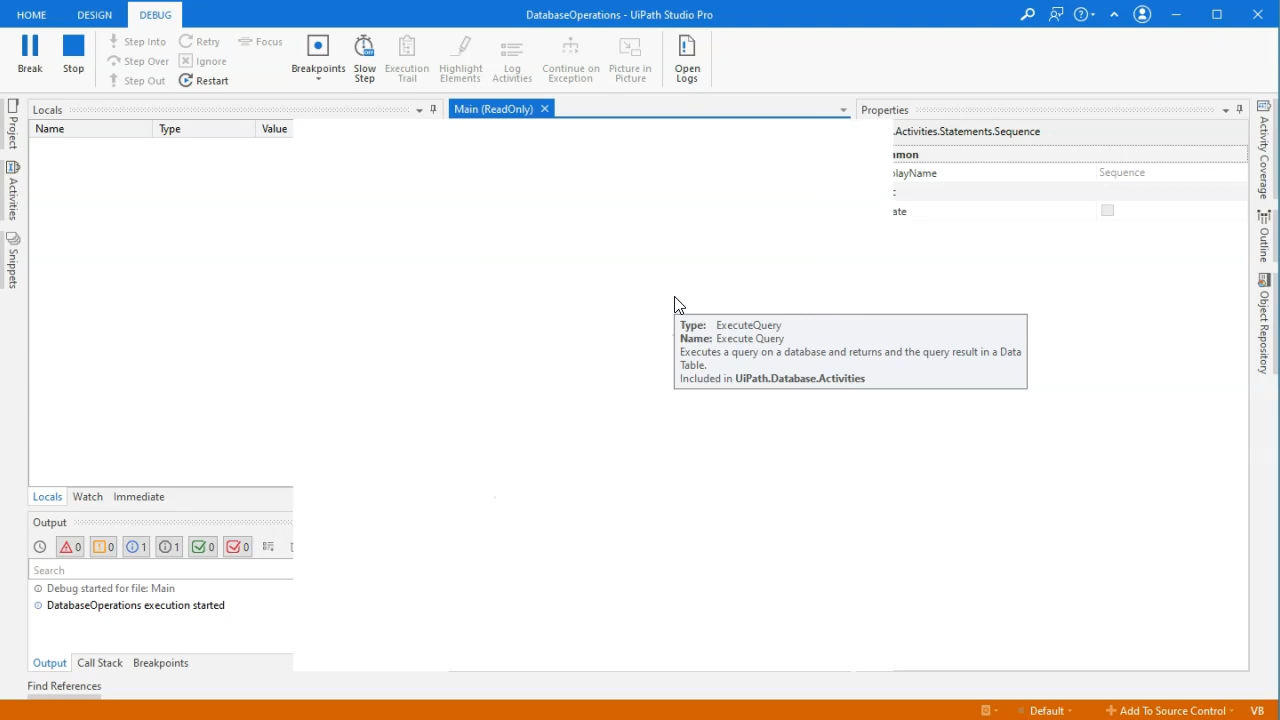 HOME DESIGN DEBUG DatabaseOperations - UiPath Studio Pro
Break Stop Step Into Step Over Step Out Retry Ignore Restart Focus Breakpoints Slow Step Execution Trail Highlight Elements Log Activities Continue on Exception Picture in Picture Open Logs
Project
Activities
Snippets
Locals
Name Type Value
Main (ReadOnly)
Properties
.Activities.Statements.Sequence
mmon
playName Sequence
ate
Activity Coverage
Outline
Object Repository
Type: ExecuteQuery
Name: Execute Query
Executes a query on a database and returns and the query result in a Data
Table.
Included in UiPath.Database.Activities
Locals Watch Immediate
Output
0 0 1 1 0 0
Search
Debug started for file: Main
DatabaseOperations execution started
Output Call Stack Breakpoints
Find References
Default Add To Source Control VB